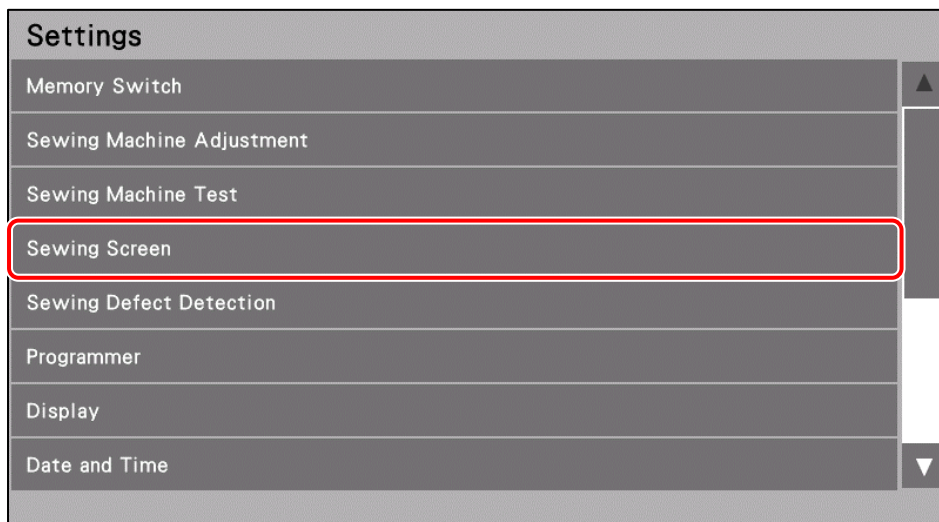 Settings
Memory Switch
Sewing Machine Adjustment
Sewing Machine Test
Sewing Screen
Sewing Defect Detection
Programmer
Display
Date and Time